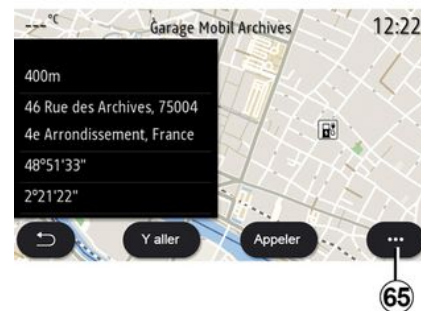 ---°C
Garage Mobil Archives
12:22
400m
46 Rue des Archives, 75004
4e Arrondissement, France
48°51'33"
2°21'22"
Y aller
Appeler
65